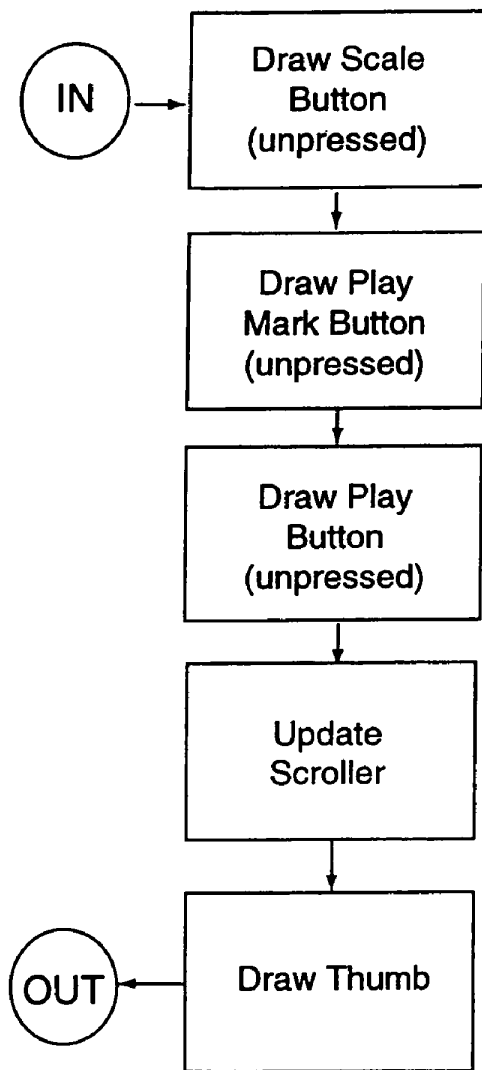 IN
Draw Scale
Button
(unpressed)
Draw Play
Mark Button
(unpressed)
Draw Play
Button
(unpressed)
Update
Scroller
Draw Thumb
OUT